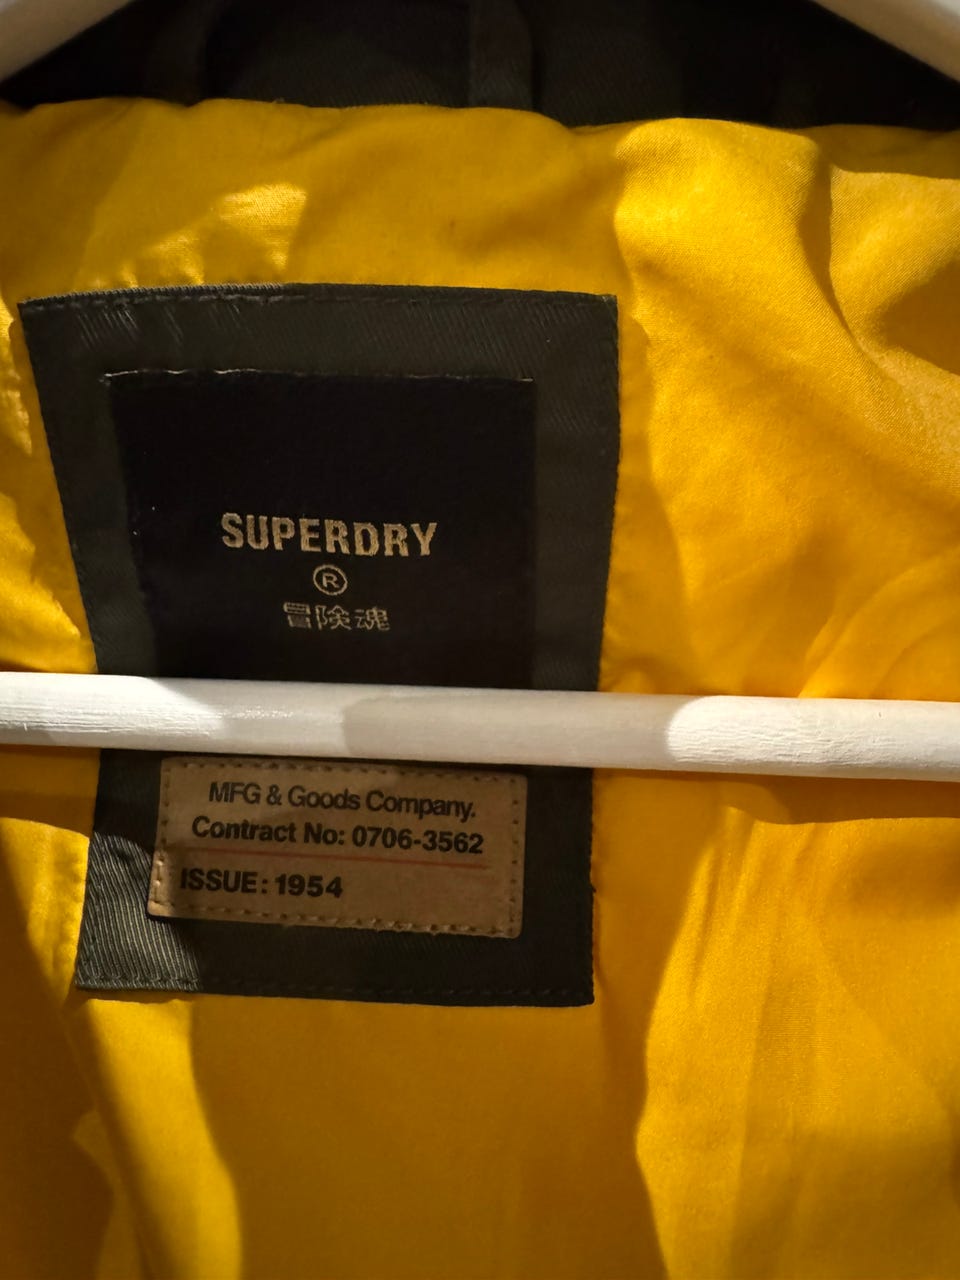 SUPERDRY
®
冒険魂
MFG & Goods Company.
Contract No: 0706-3562
ISSUE: 1954